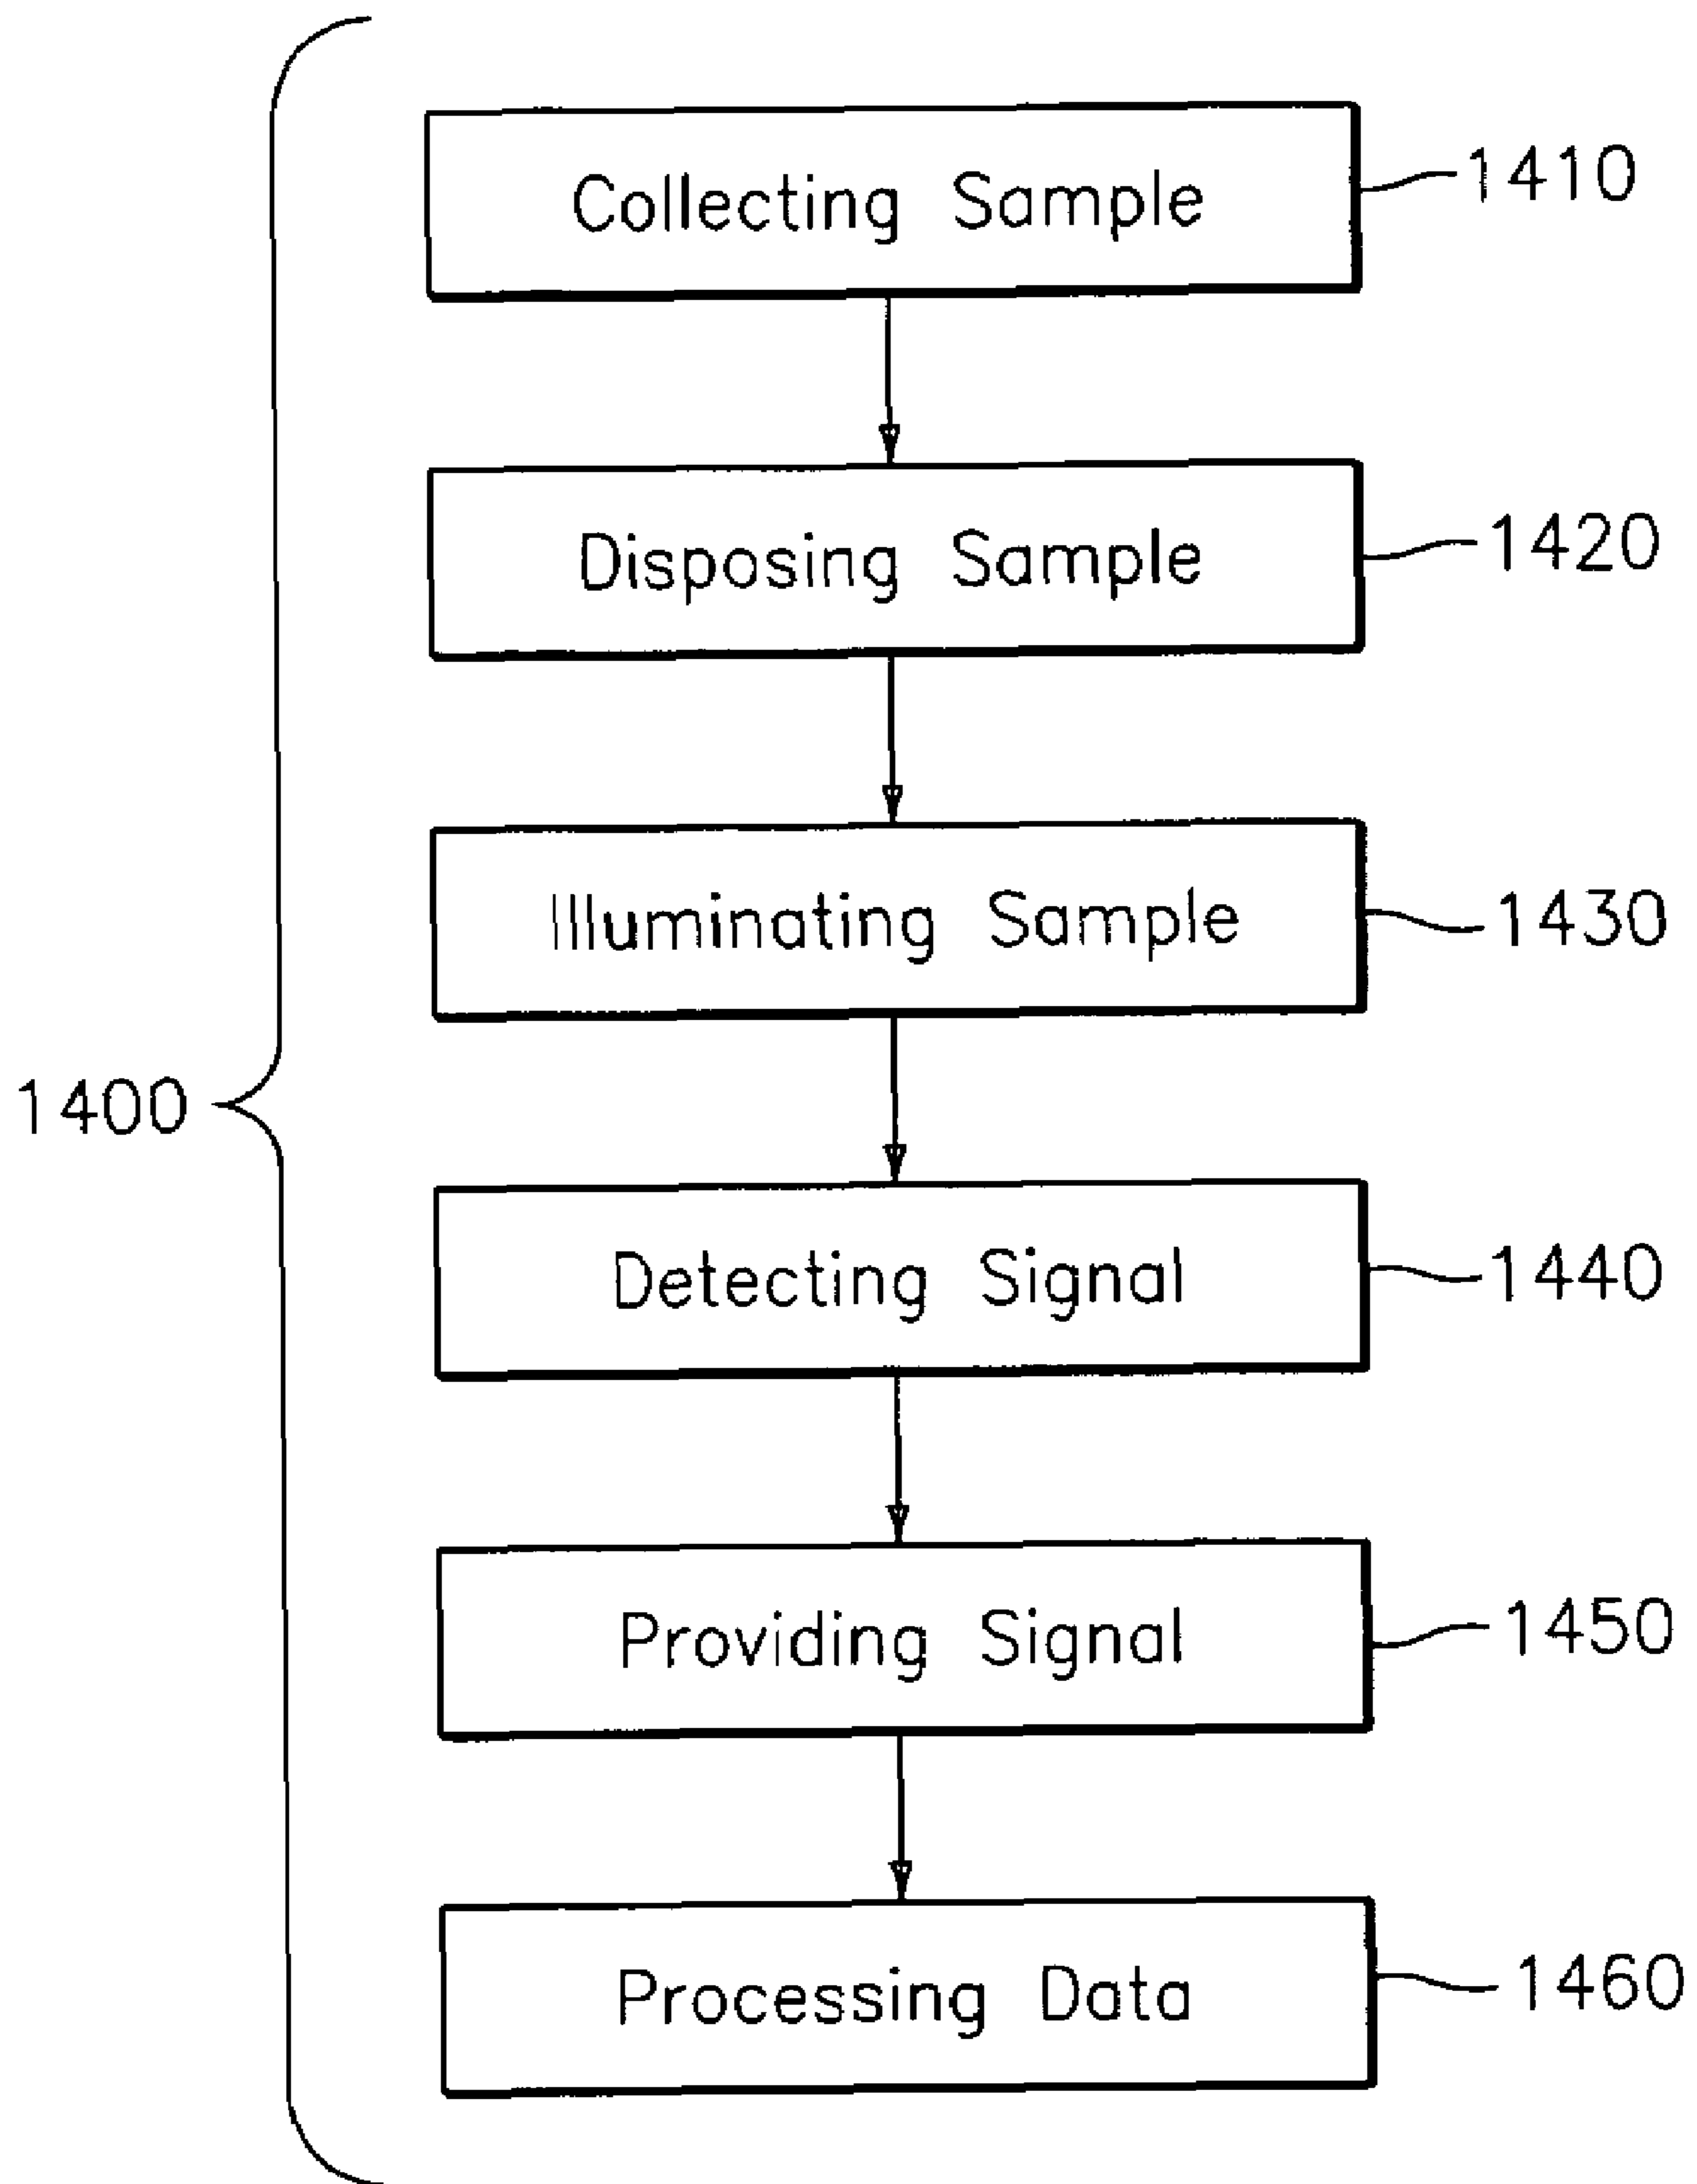 Collecting Sample
1410
Disposing Sample
1420
Illuminating Sample
1430
1400
Detecting Signal
1440
Providing Signal
1450
Processing Data
1460